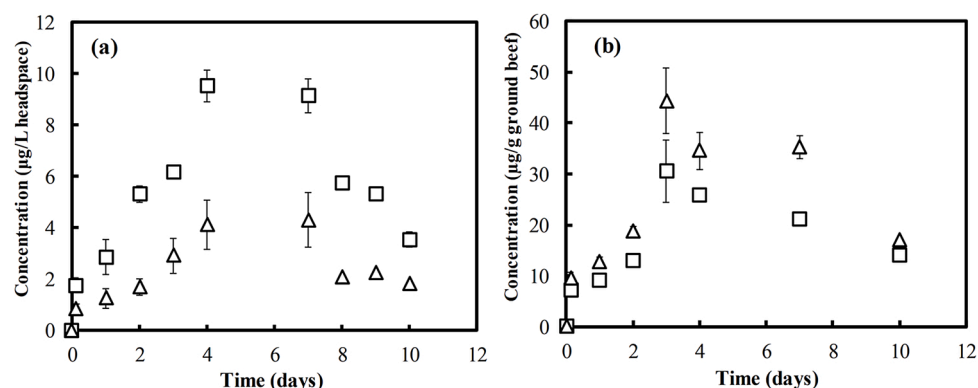 (a)
Concentration (µg/L headspace)
12
10
8
6
4
2
0
0 2 4 6 8 10 12
Time (days)
(b)
Concentration (µg/g ground beef)
60
50
40
30
20
10
0
0 2 4 6 8 10 12
Time (days)